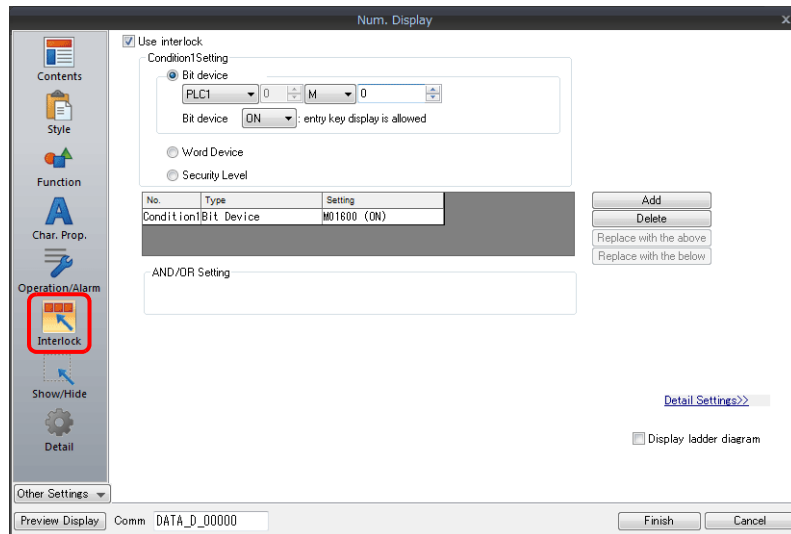 Num. Display
x
Contents
Style
Function
Char. Prop.
Operation/Alarm
Interlock
Show/Hide
Detail
Other Settings
Use interlock
Condition1Setting
Bit device
PLC1 0 M 0
Bit device ON : entry key display is allowed
Word Device
Security Level
No. Type Setting
Condition1 Bit Device M01600 (ON)
Add
Delete
Replace with the above
Replace with the below
AND/OR Setting
Detail Settings>>
Display ladder diagram
Preview Display Comm DATA_D_00000 Finish Cancel